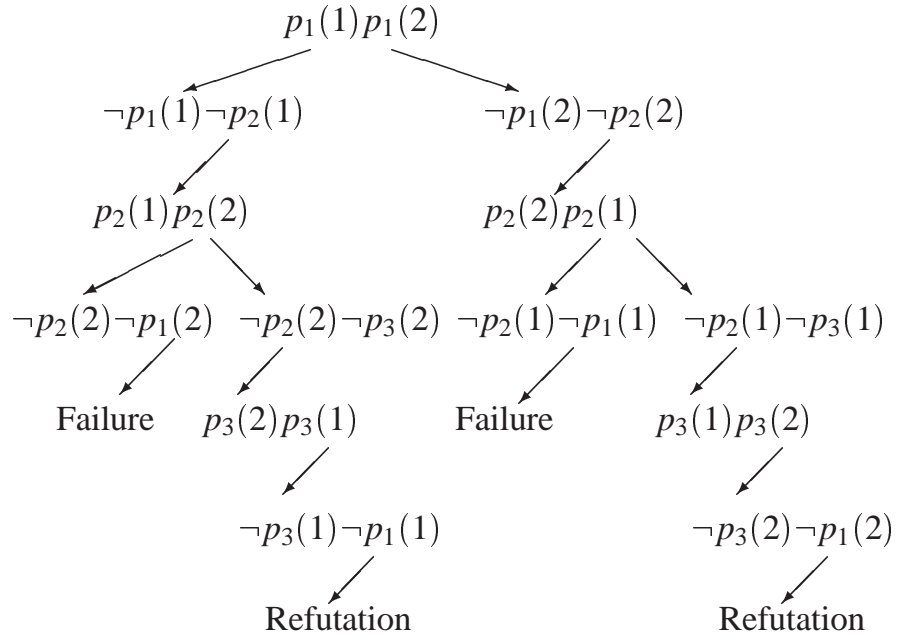 p₁(1)p₁(2)
¬p₁(1)¬p₂(1) ¬p₁(2)¬p₂(2)
p₂(1)p₂(2) p₂(2)p₂(1)
¬p₂(2)¬p₁(2) ¬p₂(2)¬p₃(2) ¬p₂(1)¬p₁(1) ¬p₂(1)¬p₃(1)
Failure p₃(2)p₃(1) Failure p₃(1)p₃(2)
¬p₃(1)¬p₁(1) ¬p₃(2)¬p₁(2)
Refutation Refutation